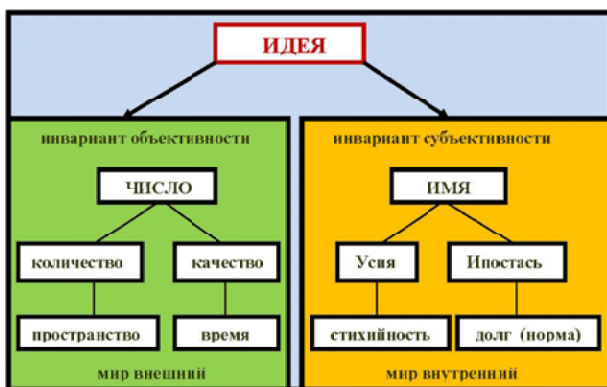 ИДЕЯ
инвариант объективности
ЧИСЛО
количество
качество
пространство
время
мир внешний
инвариант субъективности
ИМЯ
Усия
Ипостась
стихийность
долг (норма)
мир внутренний